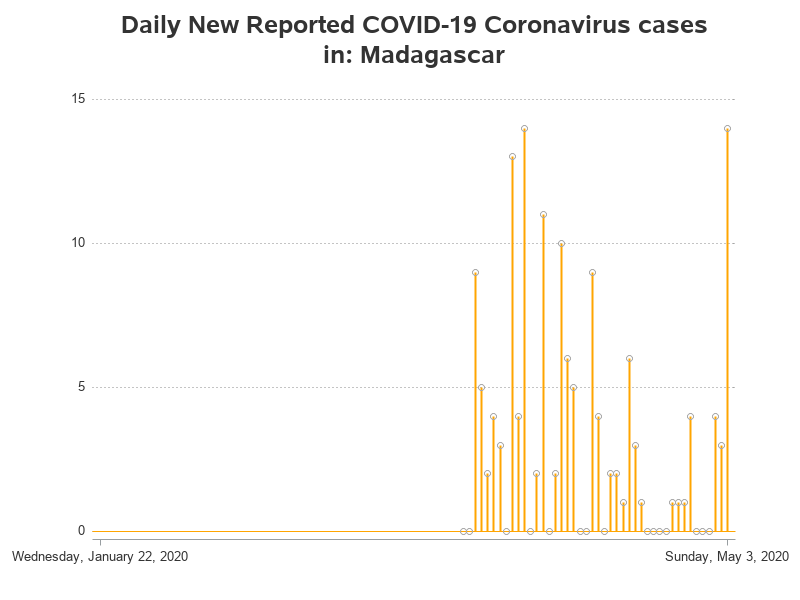 Daily New Reported COVID-19 Coronavirus cases
in: Madagascar
15
10
5
0
Wednesday, January 22, 2020
Sunday, May 3, 2020